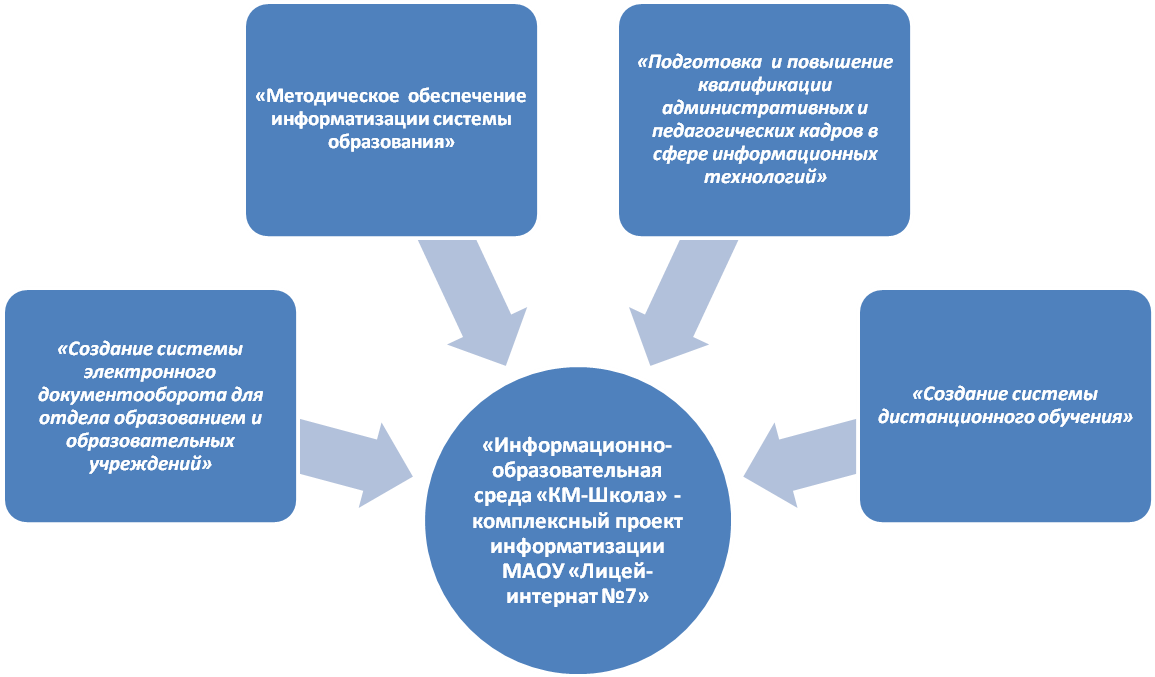 «Методическое обеспечение
информатизации системы
образования»
«Подготовка и повышение
квалификации
административных и
педагогических кадров в
сфере информационных
технологий»
«Создание системы
электронного
документооборота для
отдела образованием и
образовательных
учреждений»
«Создание системы
дистанционного обучения»
«Информационно-
образовательная
среда «КМ-Школа» -
комплексный проект
информатизации
МАОУ «Лицей-
интернат №7»